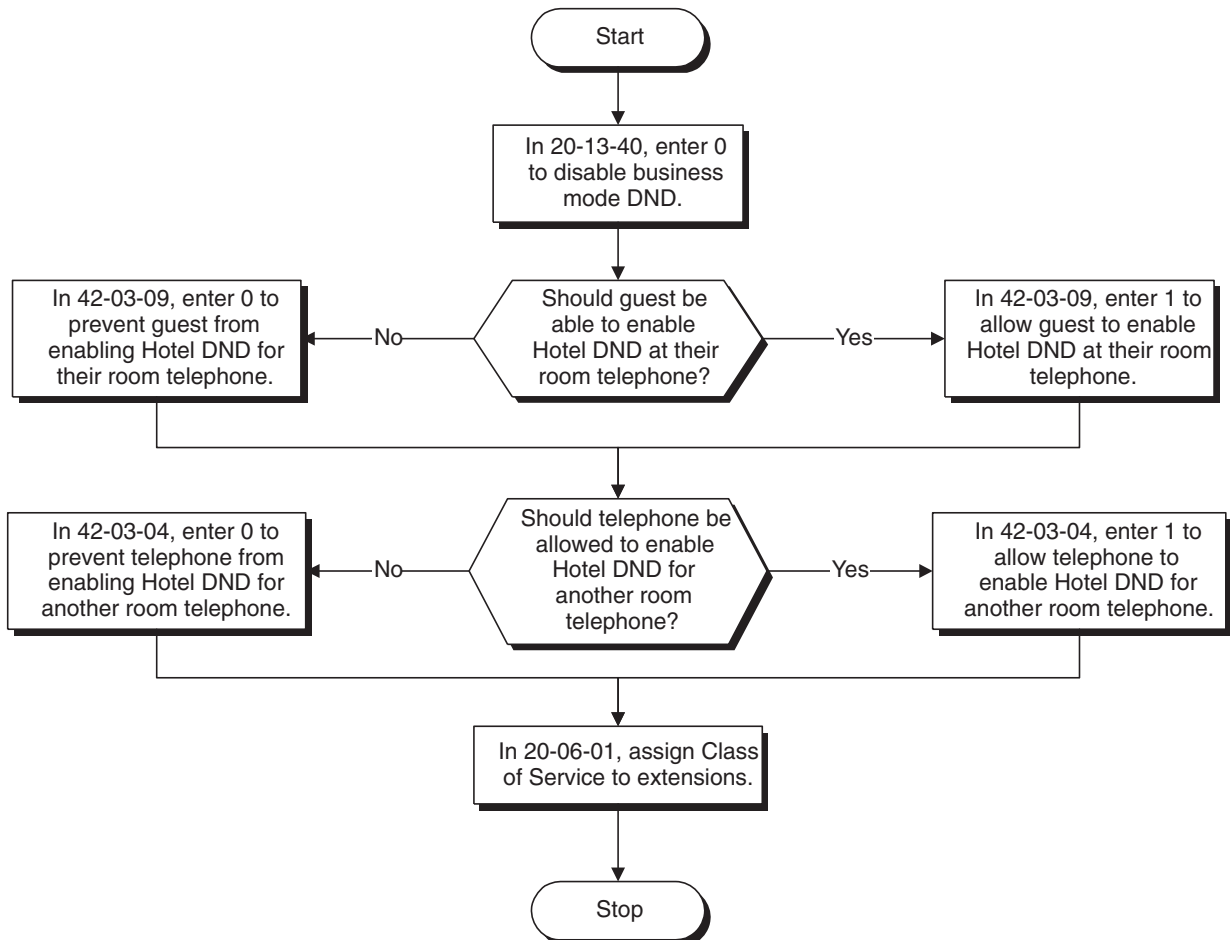 Start
In 20-13-40, enter 0
to disable business
mode DND.
In 42-03-09, enter 0 to
prevent guest from
enabling Hotel DND for
their room telephone.
No
Should guest be
able to enable
Hotel DND at their
room telephone?
Yes
In 42-03-09, enter 1 to
allow guest to enable
Hotel DND at their room
telephone.
In 42-03-04, enter 0 to
prevent telephone from
enabling Hotel DND for
another room telephone.
No
Should telephone be
allowed to enable
Hotel DND for
another room
telephone?
Yes
In 42-03-04, enter 1 to
allow telephone to
enable Hotel DND for
another room telephone.
In 20-06-01, assign Class
of Service to extensions.
Stop